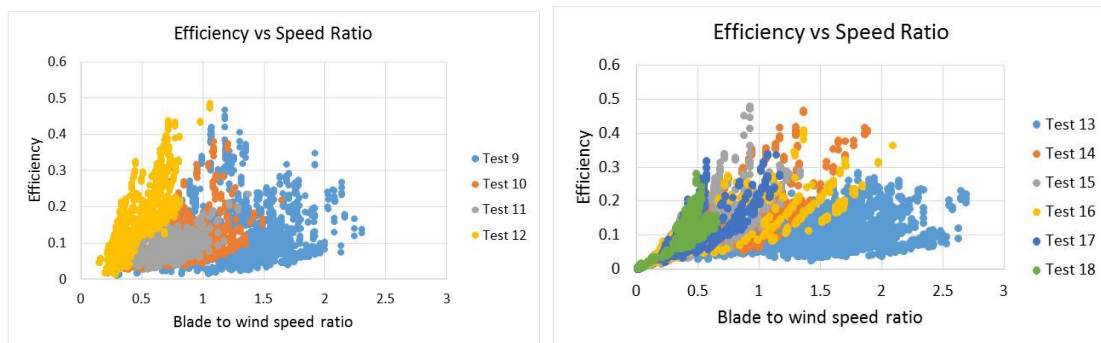 Efficiency vs Speed Ratio
0.6
0.5
0.4
0.3
0.2
0.1
0
Efficiency
0 0.5 1 1.5 2 2.5 3
Blade to wind speed ratio
Test 9
Test 10
Test 11
Test 12
Efficiency vs Speed Ratio
0.6
0.5
0.4
0.3
0.2
0.1
0
Efficiency
0 0.5 1 1.5 2 2.5 3
Blade to wind speed ratio
Test 13
Test 14
Test 15
Test 16
Test 17
Test 18